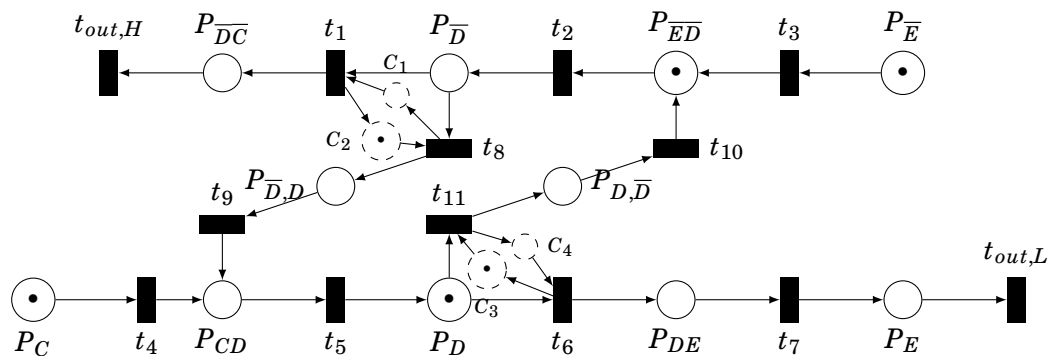 t_{out,H} P_{\overline{DC}} t_1 P_{\overline{D}} t_2 P_{\overline{ED}} t_3 P_{\overline{E}}
C_1
C_2 t_8 t_{10}
t_9 P_{\overline{D},D} t_{11} P_{D,\overline{D}}
C_4 t_{out,L}
C_3
P_C t_4 P_{CD} t_5 P_D t_6 P_{DE} t_7 P_E